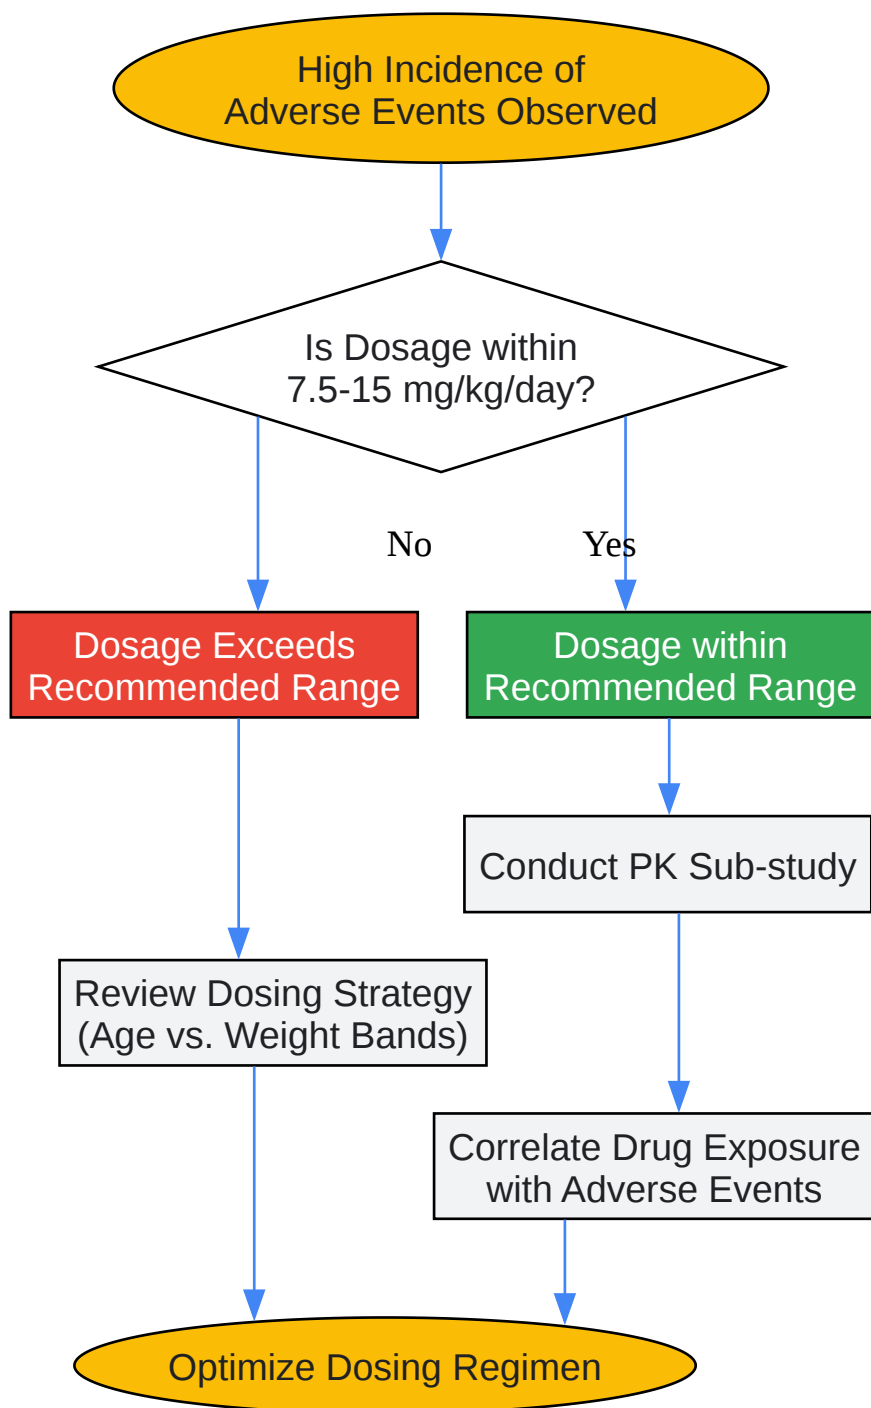 High Incidence of
Adverse Events Observed
Is Dosage within
7.5-15 mg/kg/day?
No
Yes
Dosage Exceeds
Recommended Range
Dosage within
Recommended Range
Conduct PK Sub-study
Review Dosing Strategy
(Age vs. Weight Bands)
Correlate Drug Exposure
with Adverse Events
Optimize Dosing Regimen